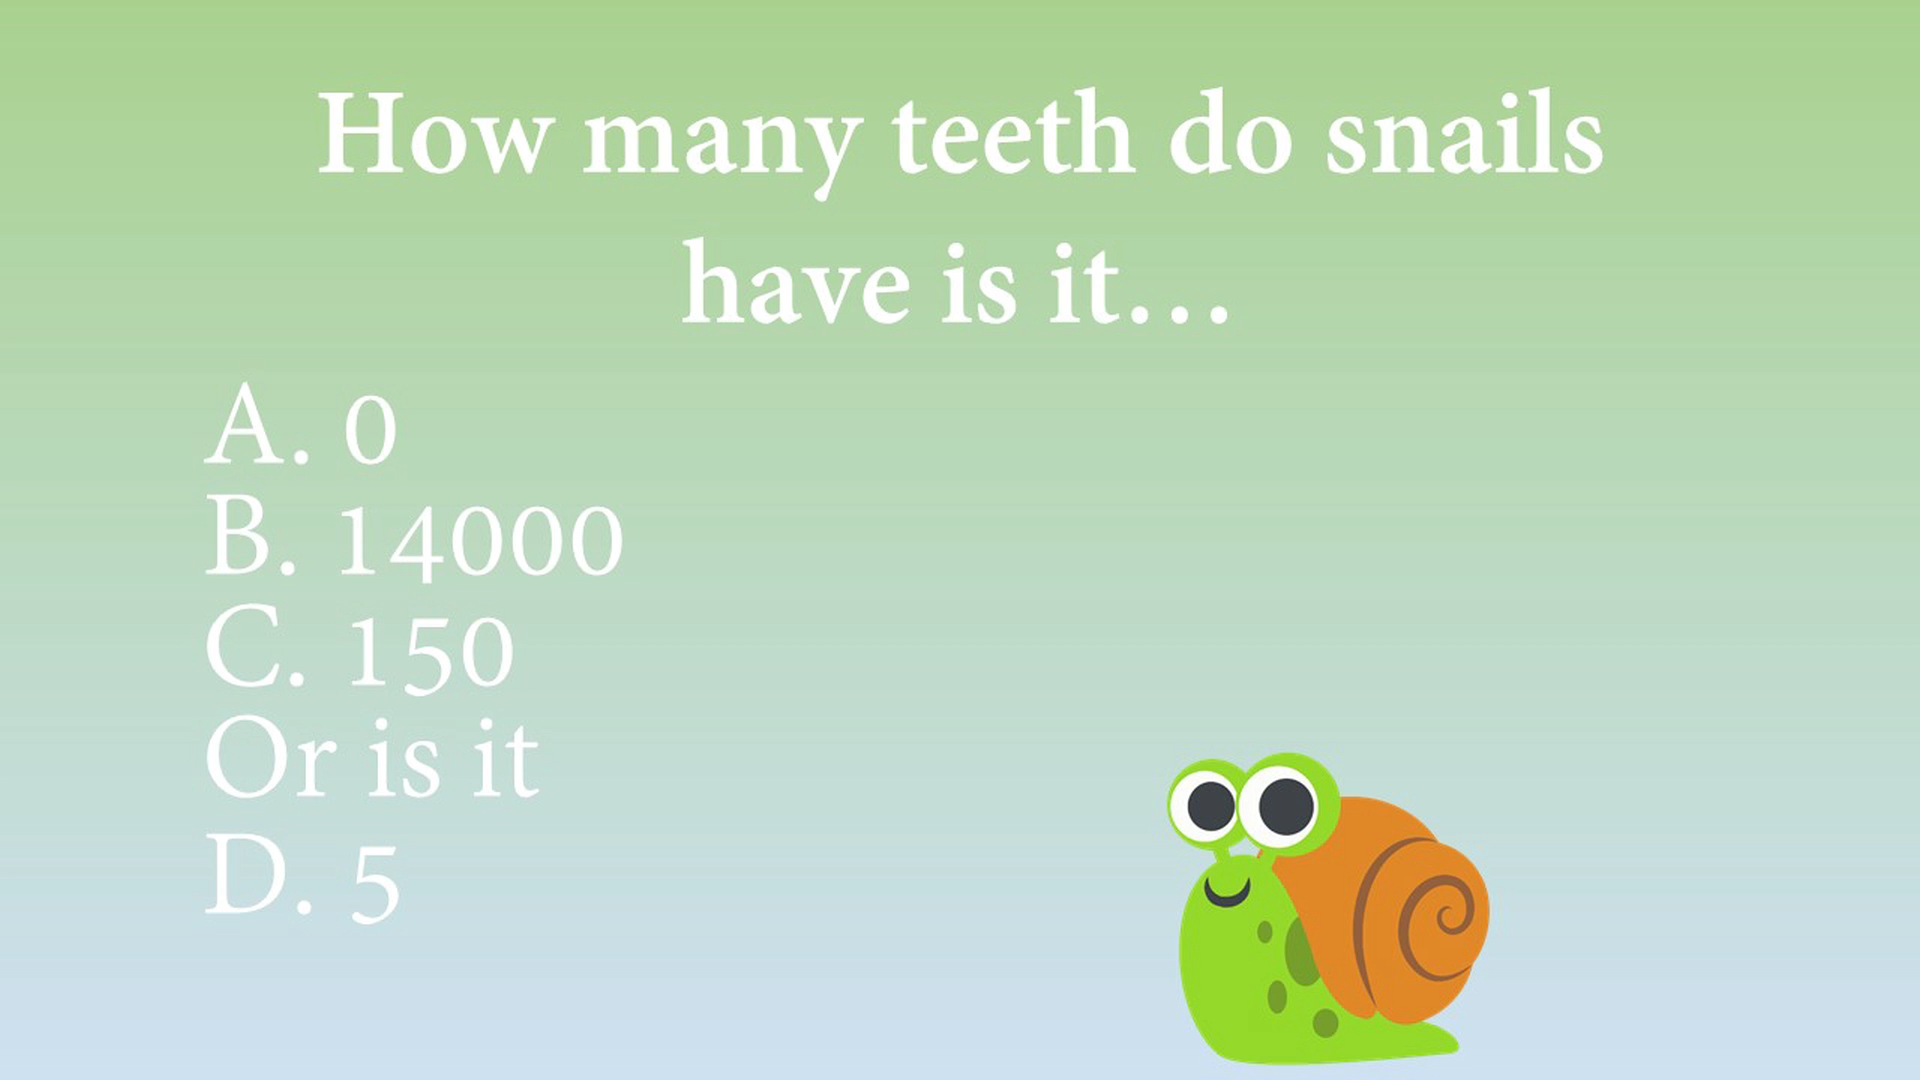 How many teeth do snails
have is it...
A. 0
B. 14000
C. 150
Or is it
D. 5